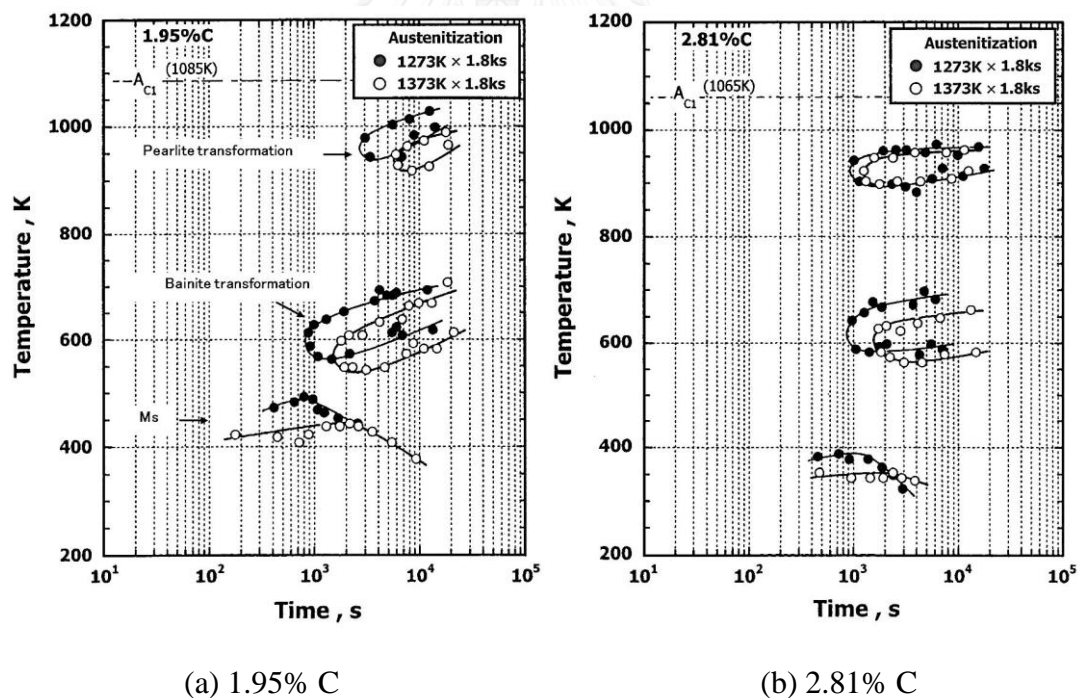 1.95%C
Austenitization
● 1273K × 1.8ks
○ 1373K × 1.8ks
A_C1 (1085K)
Pearlite transformation
Bainite transformation
Ms
Temperature , K
1200
1000
800
600
400
200
10^1 10^2 10^3 10^4 10^5
Time , s
(a) 1.95% C
2.81%C
Austenitization
● 1273K × 1.8ks
○ 1373K × 1.8ks
A_C1 (1065K)
Temperature , K
1200
1000
800
600
400
200
10^1 10^2 10^3 10^4 10^5
Time , s
(b) 2.81% C